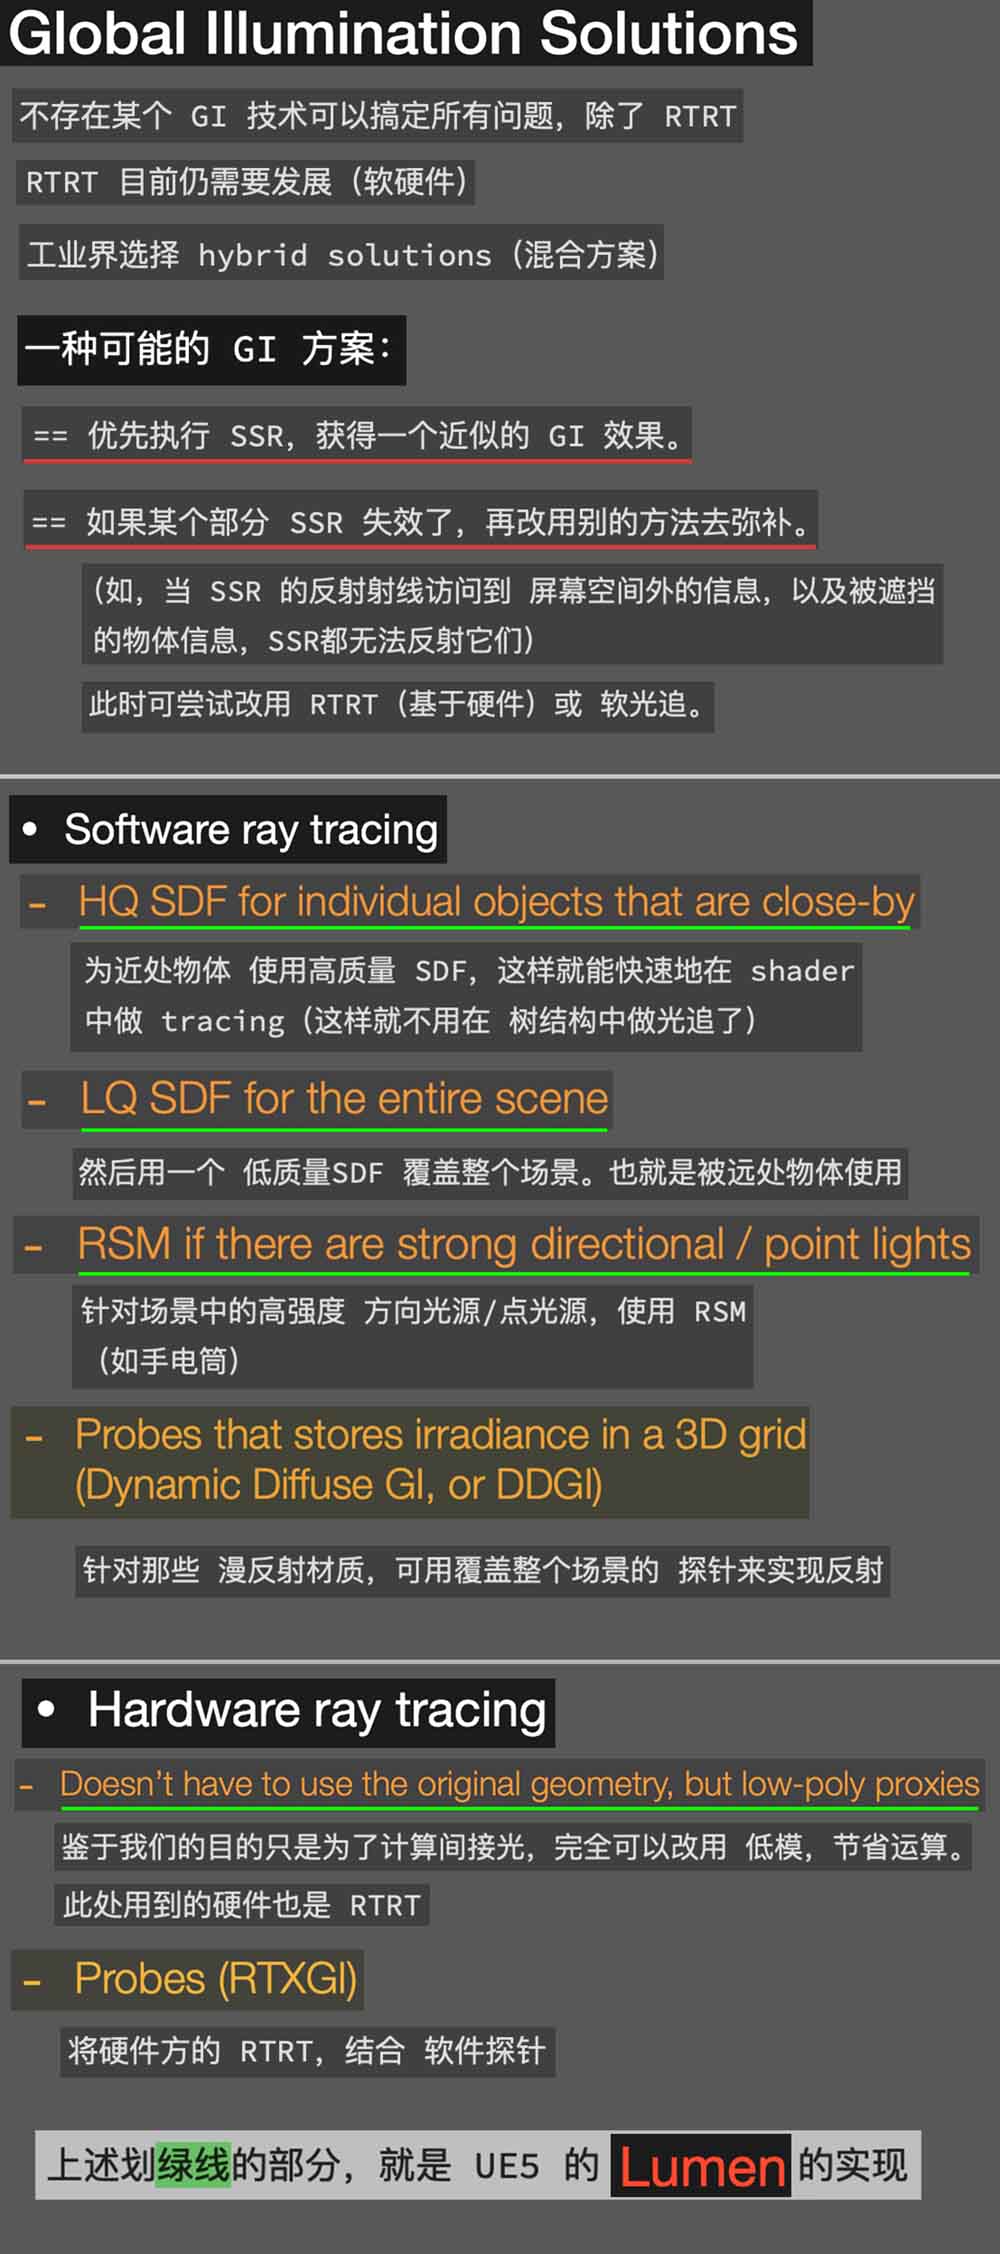 Global Illumination Solutions
不存在某个 GI 技术可以搞定所有问题，除了 RTRT
RTRT 目前仍需要发展（软硬件）
工业界选择 hybrid solutions（混合方案）
一种可能的 GI 方案：
== 优先执行 SSR，获得一个近似的 GI 效果。
== 如果某个部分 SSR 失效了，再改用别的方法去弥补。
（如，当 SSR 的反射射线访问到 屏幕空间外的信息，以及被遮挡
的物体信息，SSR都无法反射它们）
此时可尝试改用 RTRT（基于硬件）或 软光追。
• Software ray tracing
- HQ SDF for individual objects that are close-by
为近处物体 使用高质量 SDF，这样就能快速地在 shader
中做 tracing（这样就不用在 树结构中做光追了）
- LQ SDF for the entire scene
然后用一个 低质量SDF 覆盖整个场景。也就是被远处物体使用
- RSM if there are strong directional / point lights
针对场景中的高强度 方向光源/点光源，使用 RSM
（如手电筒）
- Probes that stores irradiance in a 3D grid
(Dynamic Diffuse GI, or DDGI)
针对那些 漫反射材质，可用覆盖整个场景的 探针来实现反射
• Hardware ray tracing
- Doesn't have to use the original geometry, but low-poly proxies
鉴于我们的目的只是为了计算间接光，完全可以改用 低模，节省运算。
此处用到的硬件也是 RTRT
- Probes (RTXGI)
将硬件方的 RTRT，结合 软件探针
上述划绿线的部分，就是 UE5 的 Lumen 的实现